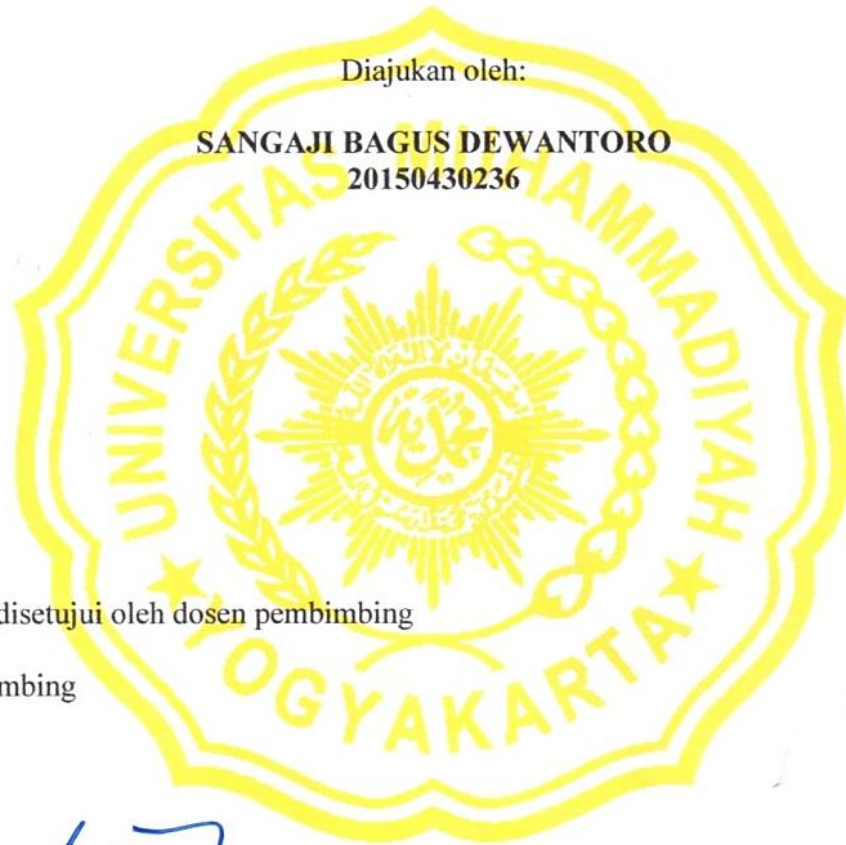 Diajukan oleh:
SANGAJI BAGUS DEWANTORO
20150430236
UNIVERSITAS MUHAMMADIYAH
YOGYAKARTA
disetujui oleh dosen pembimbing
mbing